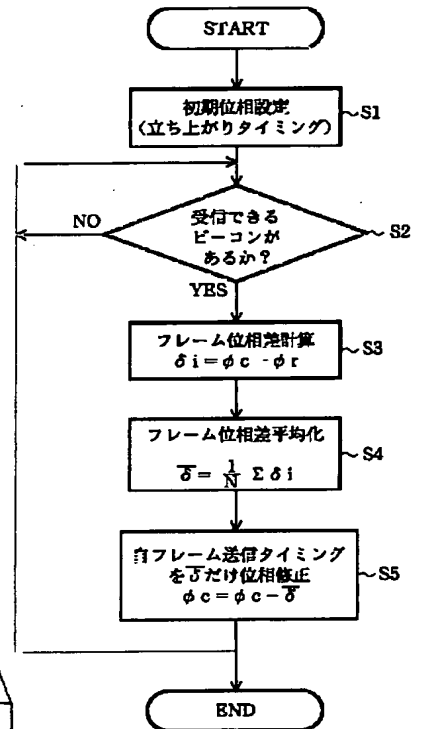 START
初期位相設定
(立ち上がりタイミング)
S1
受信できる
ビーコンが
あるか?
S2
NO
YES
フレーム位相差計算
δi=φc-φr
S3
フレーム位相差平均化
δ̅= 1/N Σδi
S4
自フレーム送信タイミング
をδ̅だけ位相修正
φc=φc-δ̅
S5
END